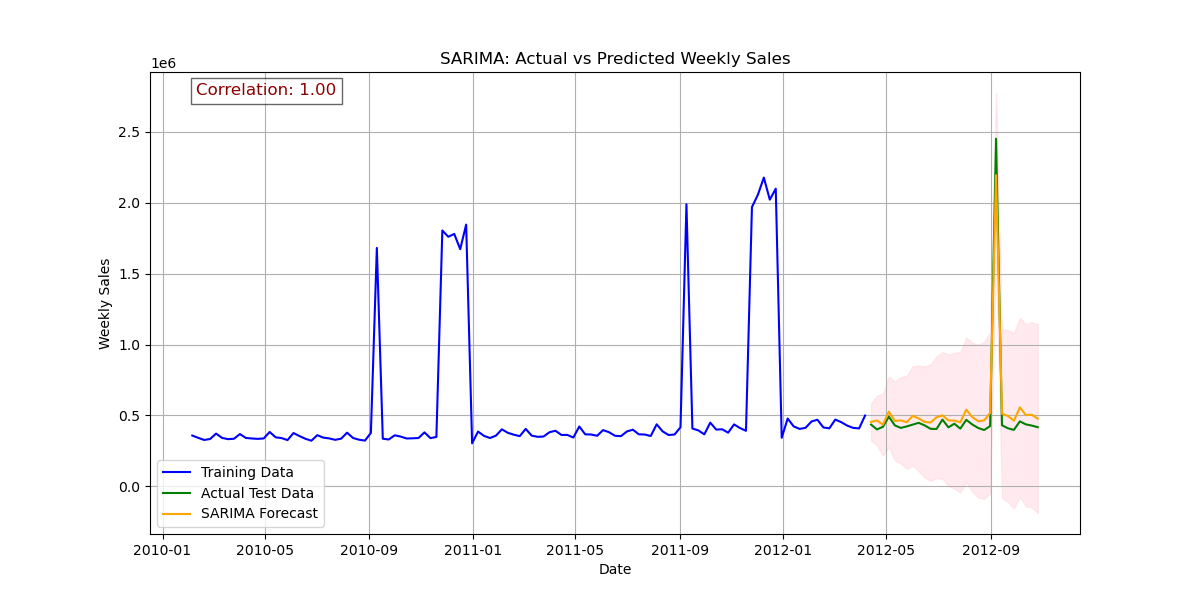 SARIMA: Actual vs Predicted Weekly Sales
1e6
Correlation: 1.00
2.5
2.0
1.5
1.0
0.5
0.0
Weekly Sales
Training Data
Actual Test Data
SARIMA Forecast
2010-01 2010-05 2010-09 2011-01 2011-05 2011-09 2012-01 2012-05 2012-09
Date